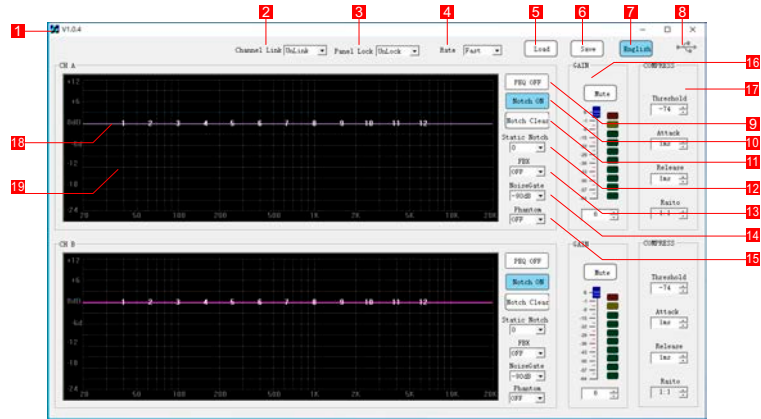 2 3 4 5 6 7 8
1 V1.0.4
Channel Link UnLink Panel Lock UnLock Rate Fast Load Save English
CH A GAIN COMPRESS
+12 PEQ OFF 16
+6 Notch ON Mute Threshold 17
-74
0dB 1 2 3 4 5 6 7 8 9 10 11 12 Notch Clear 9
18 Static Notch Attack 10
-6d 0 1ms 11
19 -12 FBX Release 12
OFF 1ms
-18 NoiseGate Raito 13
-90dB 1:1 14
-24 Phantom 0
20 50 100 200 500 1K 2K 5K 10K 20K OFF 15
CH B GAIN COMPRESS
+12 PEQ OFF Mute
+6 Notch ON Threshold
-74
0dB 1 2 3 4 5 6 7 8 9 10 11 12 Notch Clear
Static Notch Attack
-6d 0 1ms
-12 FBX Release
OFF 1ms
-18 NoiseGate Raito
-90dB 1:1
-24 Phantom 0
20 50 100 200 500 1K 2K 5K 10K 20K OFF